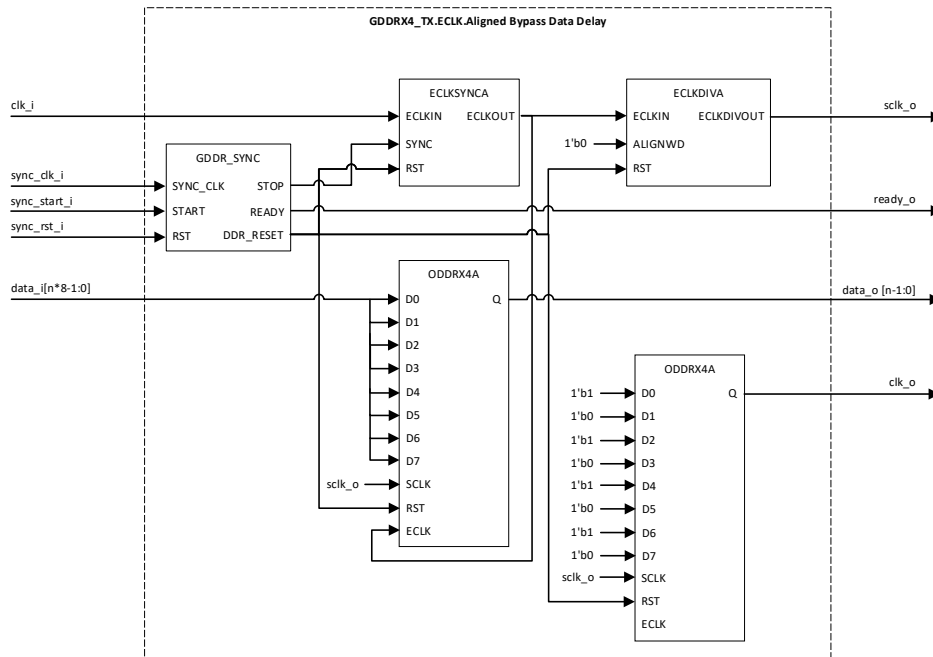 GDDRX4_TX.ECLK.Aligned Bypass Data Delay
ECLKSYNCA
ECLKDIVA
clk_i
ECLKIN
ECLKOUT
ECLKIN
ECLKDIVOUT
sclk_o
SYNC
1'b0
ALIGNWD
GDDR_SYNC
RST
RST
sync_clk_i
SYNC_CLK
STOP
sync_start_i
START
READY
ready_o
sync_rst_i
RST
DDR_RESET
ODDRX4A
data_i[n*8-1:0]
D0
Q
data_o [n-1:0]
D1
D2
D3
D4
D5
D6
D7
sclk_o
SCLK
RST
ECLK
ODDRX4A
clk_o
1'b1
D0
Q
1'b0
D1
1'b1
D2
1'b0
D3
1'b1
D4
1'b0
D5
1'b1
D6
1'b0
D7
sclk_o
SCLK
RST
ECLK